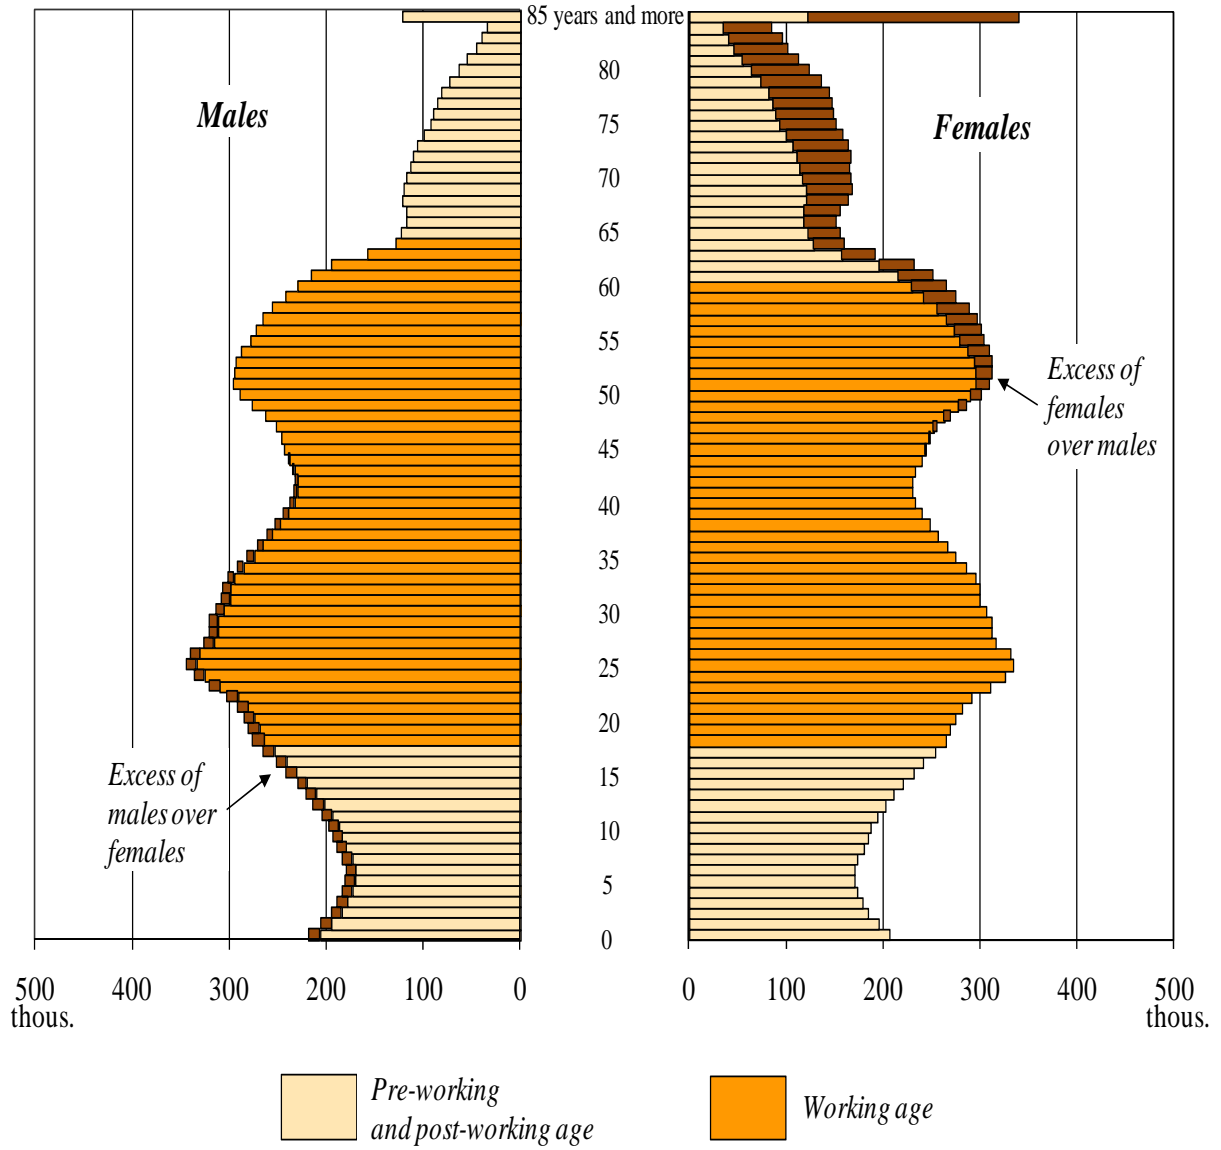 85 years and more
80
75
70
65
60
55
50
45
40
35
30
25
20
15
10
5
0
Males
Females
Excess of
females
over males
Excess of
males over
females
500 400 300 200 100 0
thous.
0 100 200 300 400 500
thous.
Pre-working
and post-working age
Working age